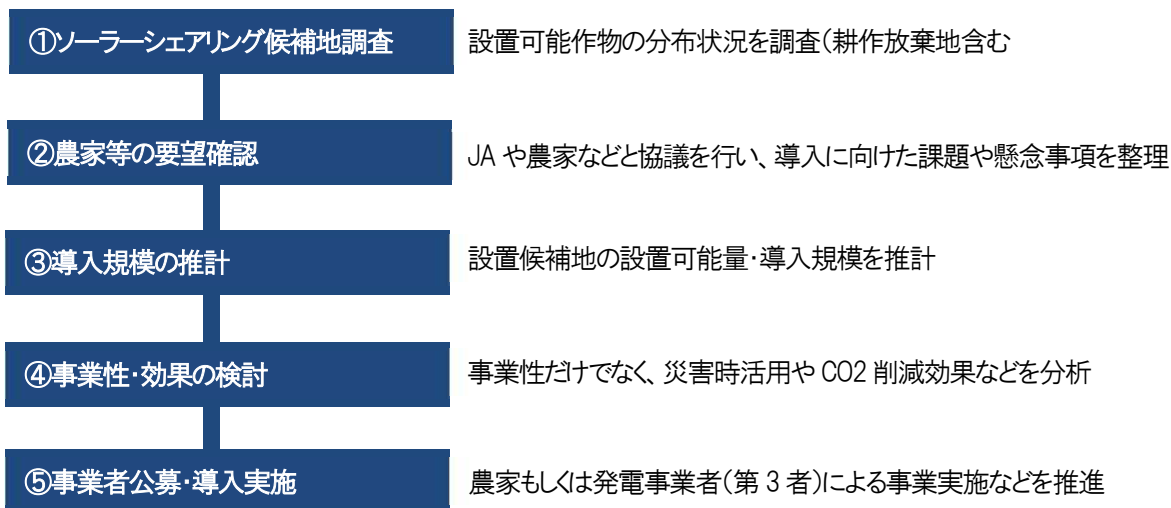 ①ソーラーシェアリング候補地調査
設置可能作物の分布状況を調査(耕作放棄地含む
②農家等の要望確認
JA や農家などと協議を行い、導入に向けた課題や懸念事項を整理
③導入規模の推計
設置候補地の設置可能量・導入規模を推計
④事業性・効果の検討
事業性だけでなく、災害時活用や CO2 削減効果などを分析
⑤事業者公募・導入実施
農家もしくは発電事業者(第 3 者)による事業実施などを推進